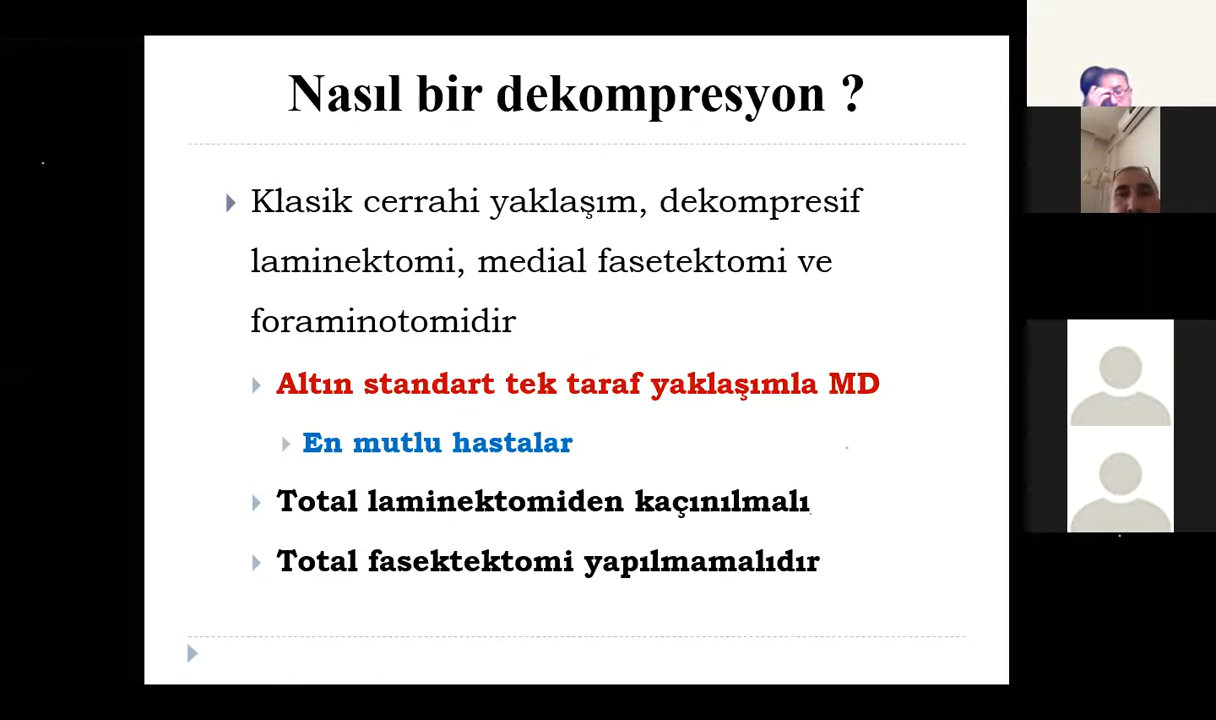 Nasıl bir dekompresyon ?
Klasik cerrahi yaklaşım, dekompresif
laminektomi, medial fasetektomi ve
foraminotomidir
Altın standart tek taraf yaklaşımla MD
En mutlu hastalar
Total laminektomiden kaçınılmalı
Total fasektektomi yapılmamalıdır